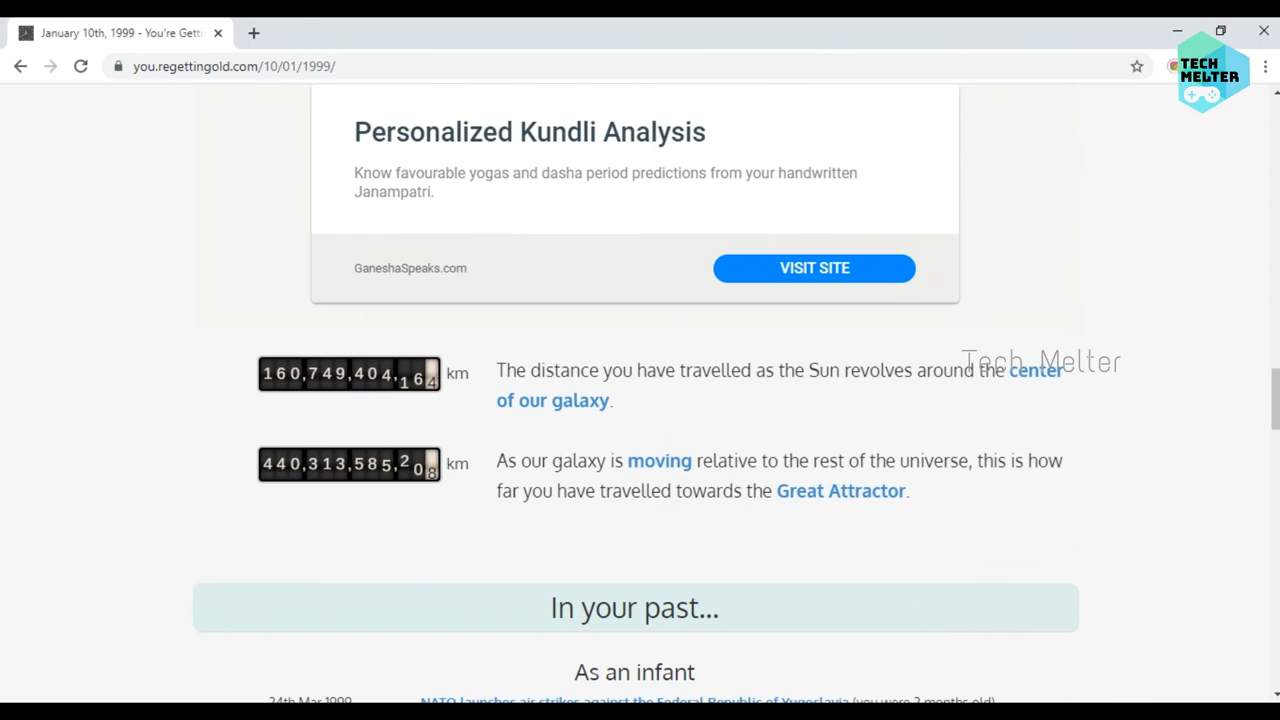 January 10th, 1999 - You're Getti
you.regettingold.com/10/01/1999/
TECH
MELTER
Personalized Kundli Analysis
Know favourable yogas and dasha period predictions from your handwritten
Janampatri.
GaneshaSpeaks.com
VISIT SITE
Tech Melter
160,749,404,164 km
The distance you have travelled as the Sun revolves around the center
of our galaxy.
440,313,585,208 km
As our galaxy is moving relative to the rest of the universe, this is how
far you have travelled towards the Great Attractor.
In your past...
As an infant
24th Mar 1999 NATO launches air strikes against the Federal Republic of Yugoslavia (you were 2 months old)